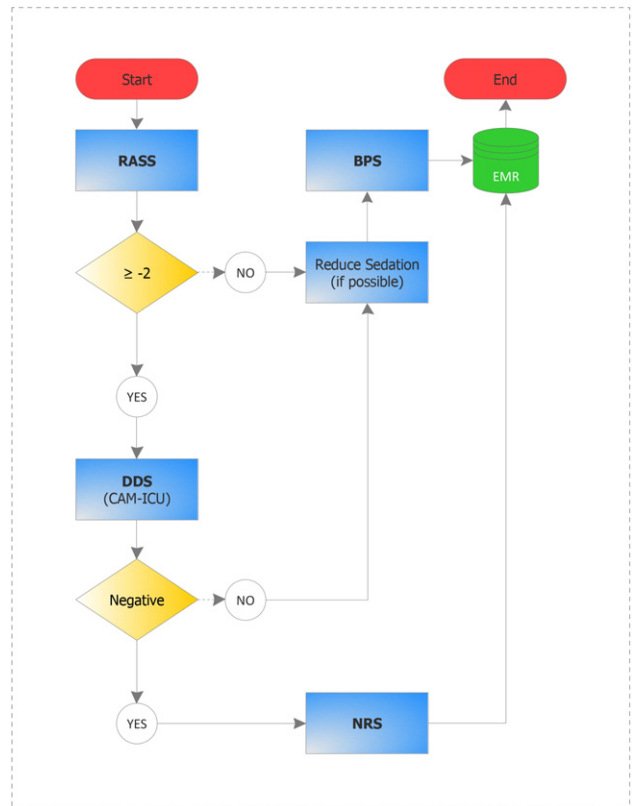 Start
End
RASS
BPS
EMR
≥ -2
NO
Reduce Sedation
(if possible)
YES
DDS
(CAM-ICU)
Negative
NO
YES
NRS